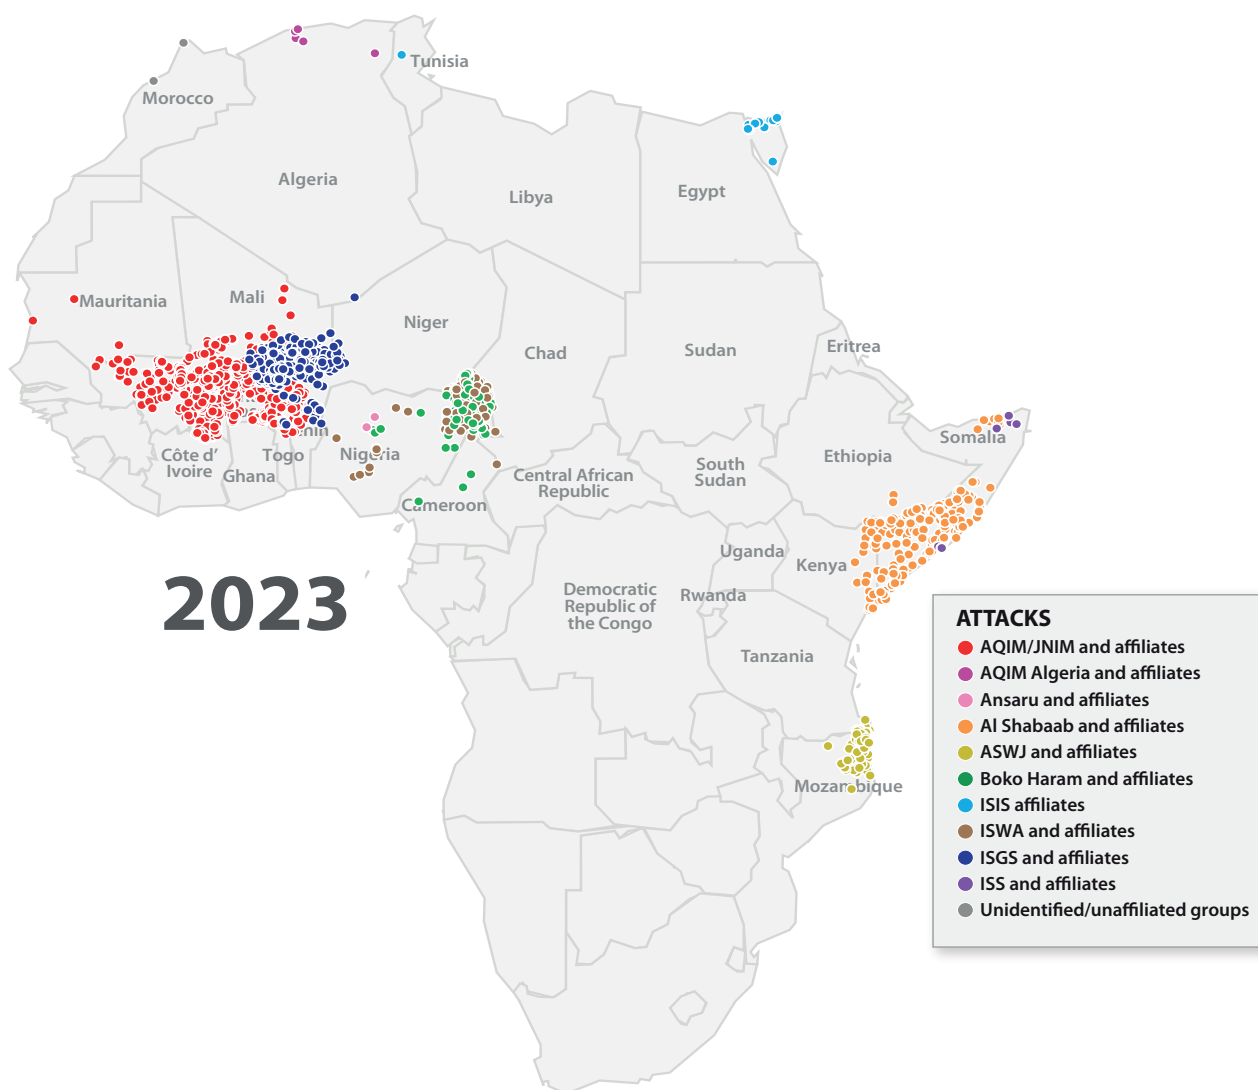 Tunisia
Morocco
Algeria
Libya
Egypt
Mauritania
Mali
Niger
Chad
Sudan
Eritrea
Somalia
Ethiopia
Nigeria
Togo
Côte d'
Ivoire
Ghana
Central African
Republic
South
Sudan
Cameroon
Uganda
Kenya
Rwanda
Democratic
Republic of
the Congo
Tanzania
Mozambique
2023
ATTACKS
AQIM/JNIM and affiliates
AQIM Algeria and affiliates
Ansaru and affiliates
Al Shabaab and affiliates
ASWJ and affiliates
Boko Haram and affiliates
ISIS affiliates
ISWA and affiliates
ISGS and affiliates
ISS and affiliates
Unidentified/unaffiliated groups